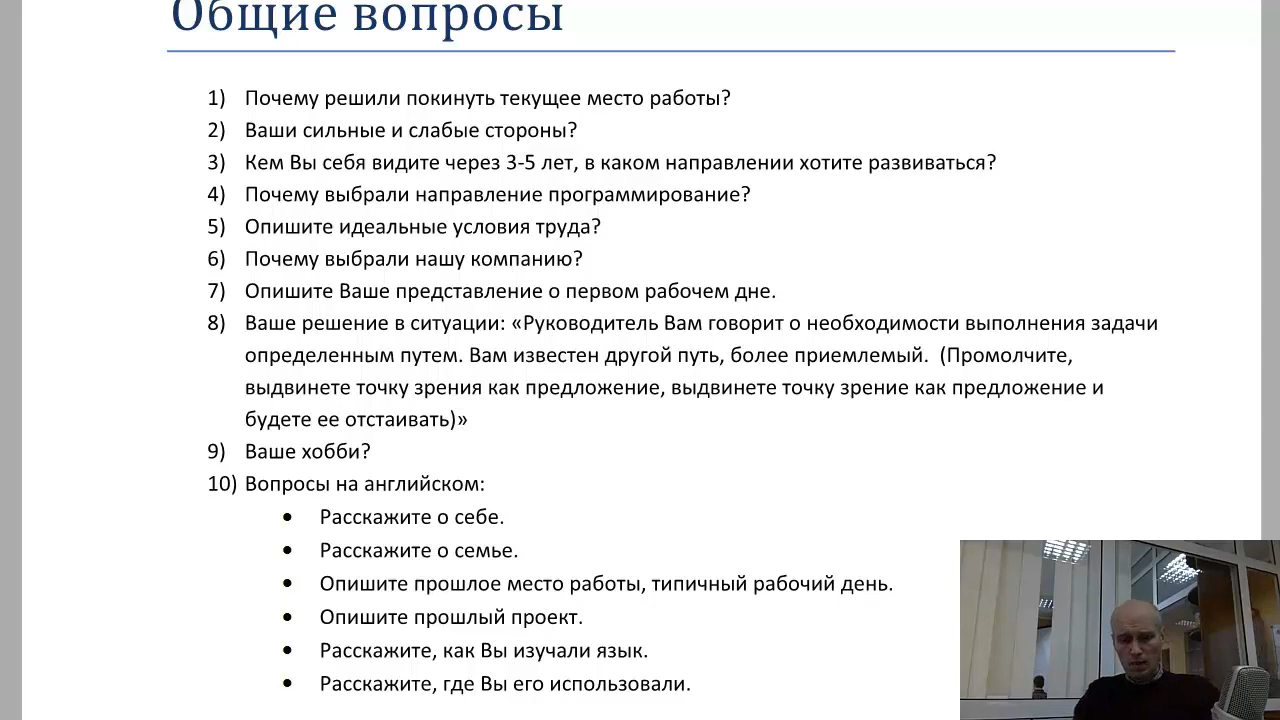 Общие вопросы
1) Почему решили покинуть текущее место работы?
2) Ваши сильные и слабые стороны?
3) Кем Вы себя видите через 3-5 лет, в каком направлении хотите развиваться?
4) Почему выбрали направление программирование?
5) Опишите идеальные условия труда?
6) Почему выбрали нашу компанию?
7) Опишите Ваше представление о первом рабочем дне.
8) Ваше решение в ситуации: «Руководитель Вам говорит о необходимости выполнения задачи
определенным путем. Вам известен другой путь, более приемлемый. (Промолчите,
выдвинете точку зрения как предложение, выдвинете точку зрение как предложение и
будете ее отстаивать)»
9) Ваше хобби?
10) Вопросы на английском:
• Расскажите о себе.
• Расскажите о семье.
• Опишите прошлое место работы, типичный рабочий день.
• Опишите прошлый проект.
• Расскажите, как Вы изучали язык.
• Расскажите, где Вы его использовали.